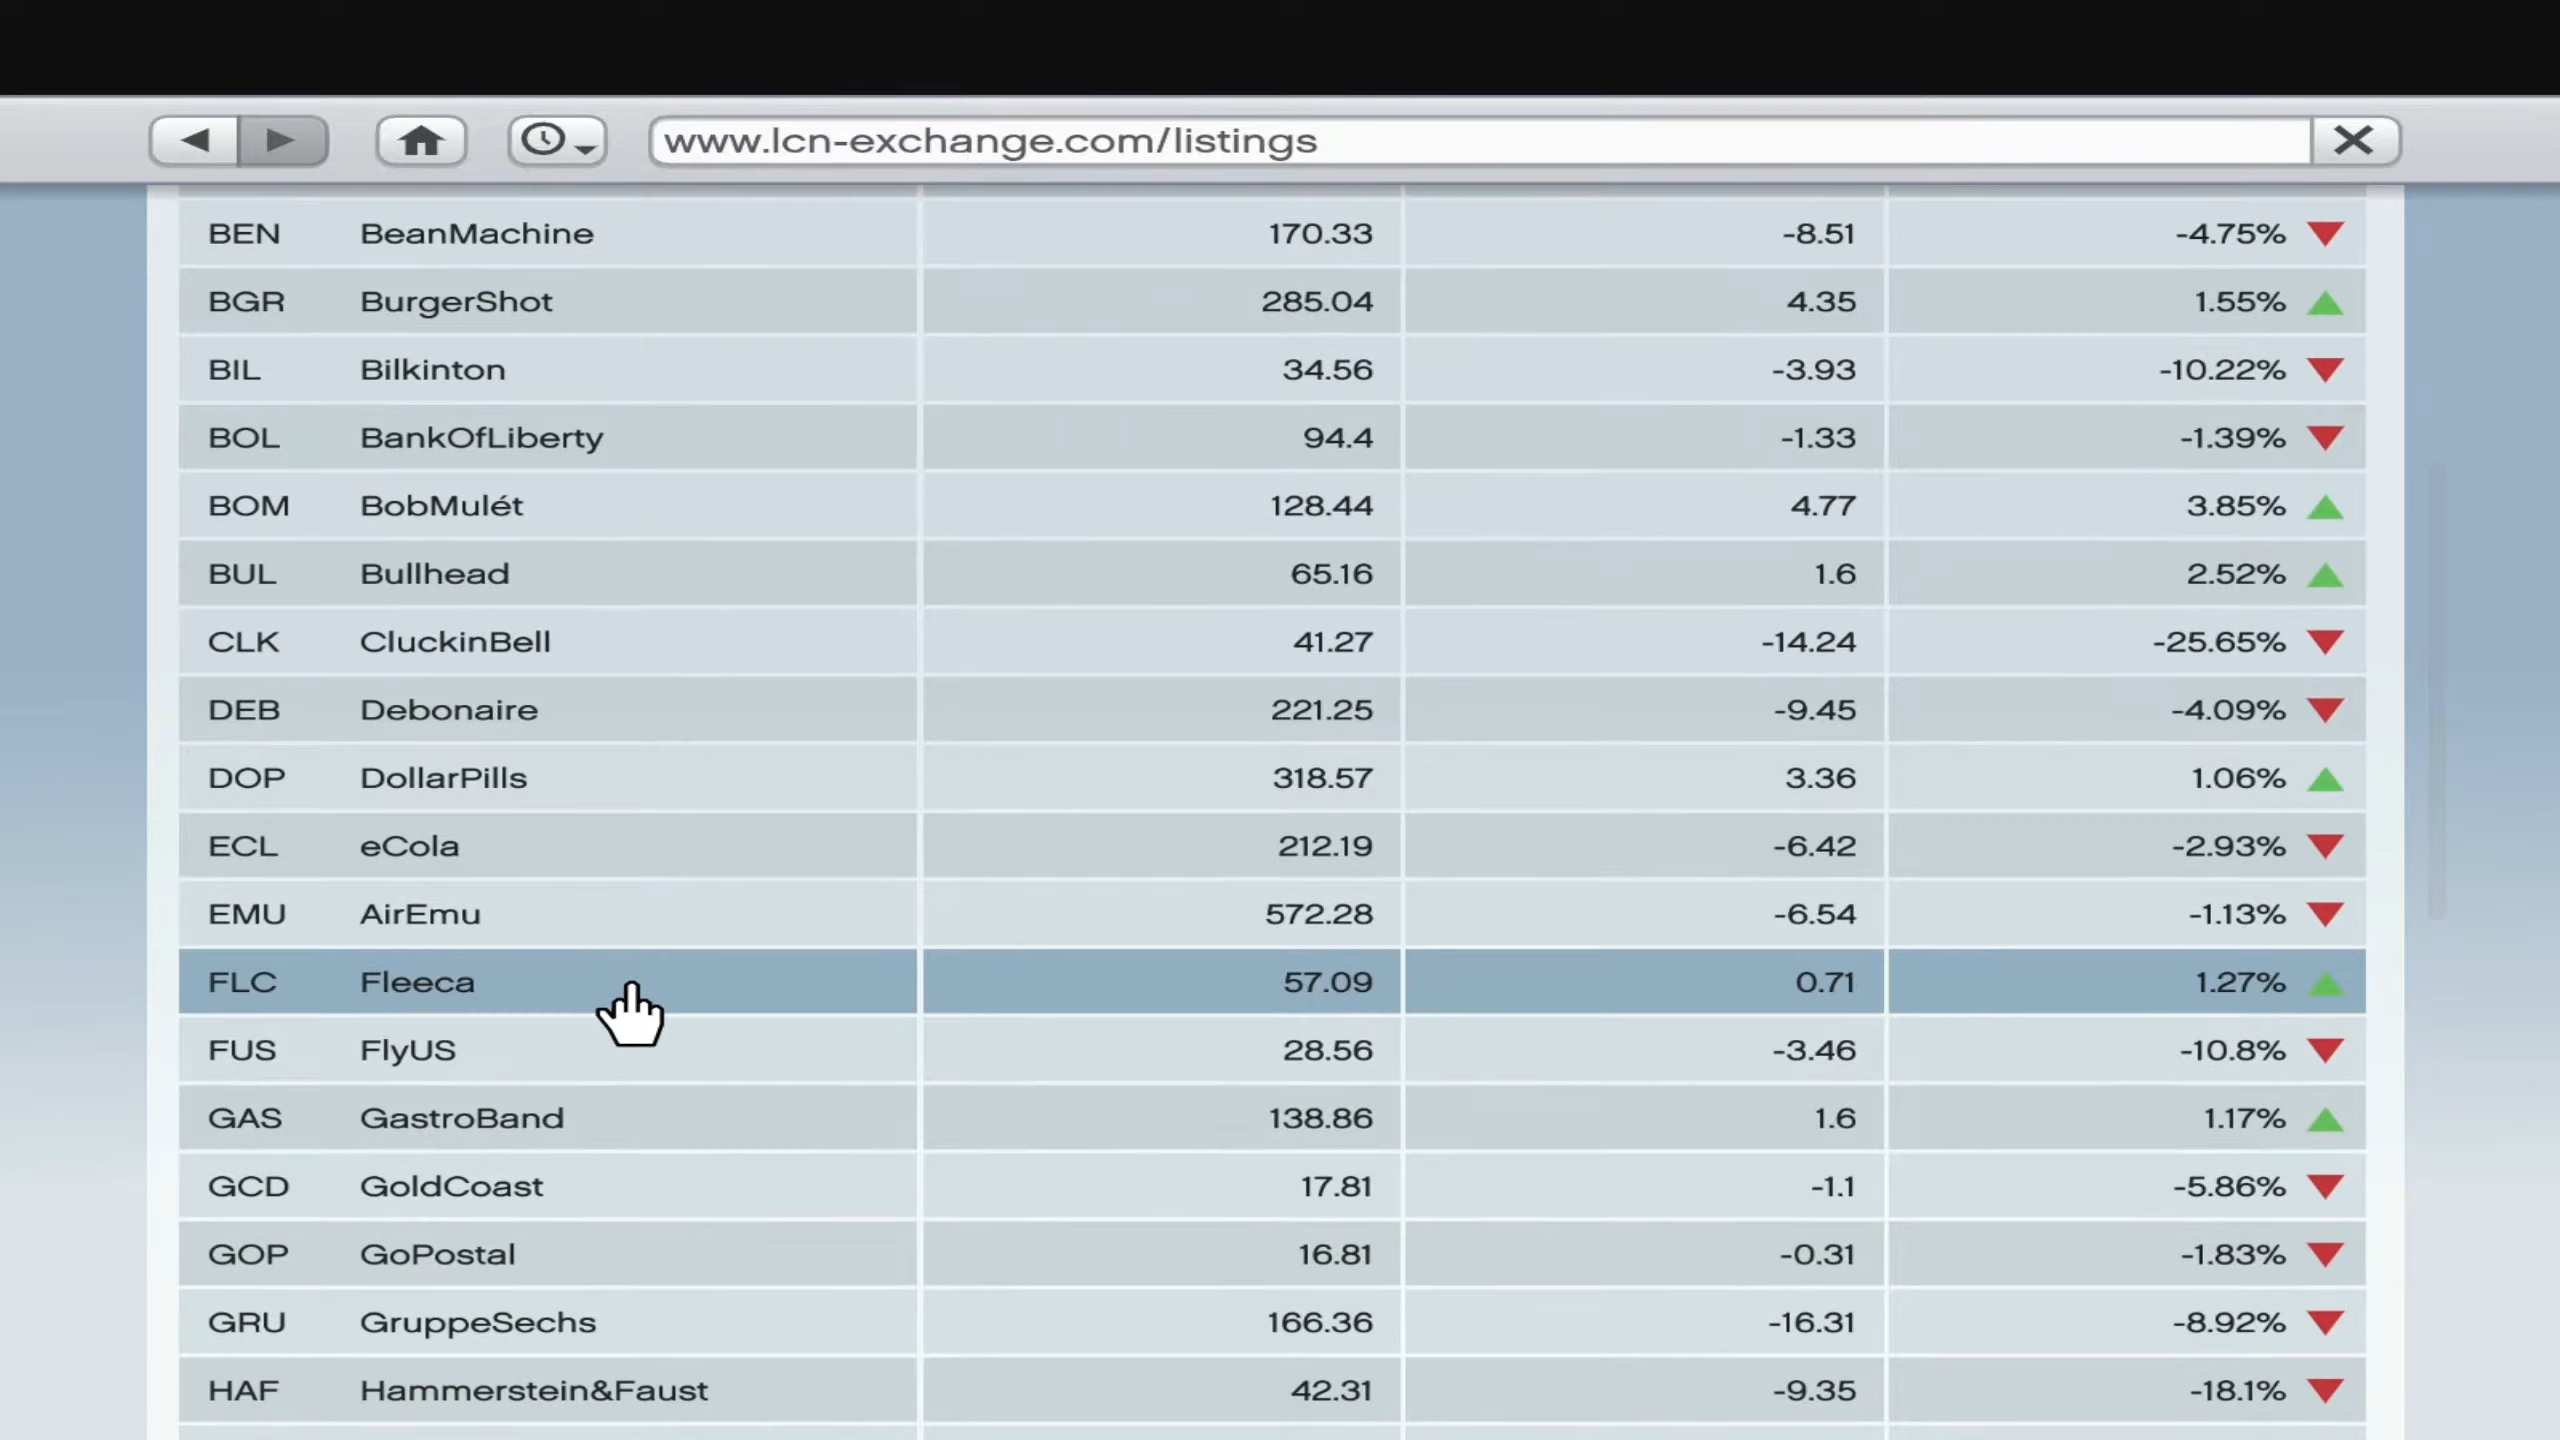 www.lcn-exchange.com/listings
BEN BeanMachine 170.33 -8.51 -4.75%
BGR BurgerShot 285.04 4.35 1.55%
BIL Bilkinton 34.56 -3.93 -10.22%
BOL BankOfLiberty 94.4 -1.33 -1.39%
BOM BobMulét 128.44 4.77 3.85%
BUL Bullhead 65.16 1.6 2.52%
CLK CluckinBell 41.27 -14.24 -25.65%
DEB Debonaire 221.25 -9.45 -4.09%
DOP DollarPills 318.57 3.36 1.06%
ECL eCola 212.19 -6.42 -2.93%
EMU AirEmu 572.28 -6.54 -1.13%
FLC Fleeca 57.09 0.71 1.27%
FUS FlyUS 28.56 -3.46 -10.8%
GAS GastroBand 138.86 1.6 1.17%
GCD GoldCoast 17.81 -1.1 -5.86%
GOP GoPostal 16.81 -0.31 -1.83%
GRU GruppeSechs 166.36 -16.31 -8.92%
HAF Hammerstein&Faust 42.31 -9.35 -18.1%